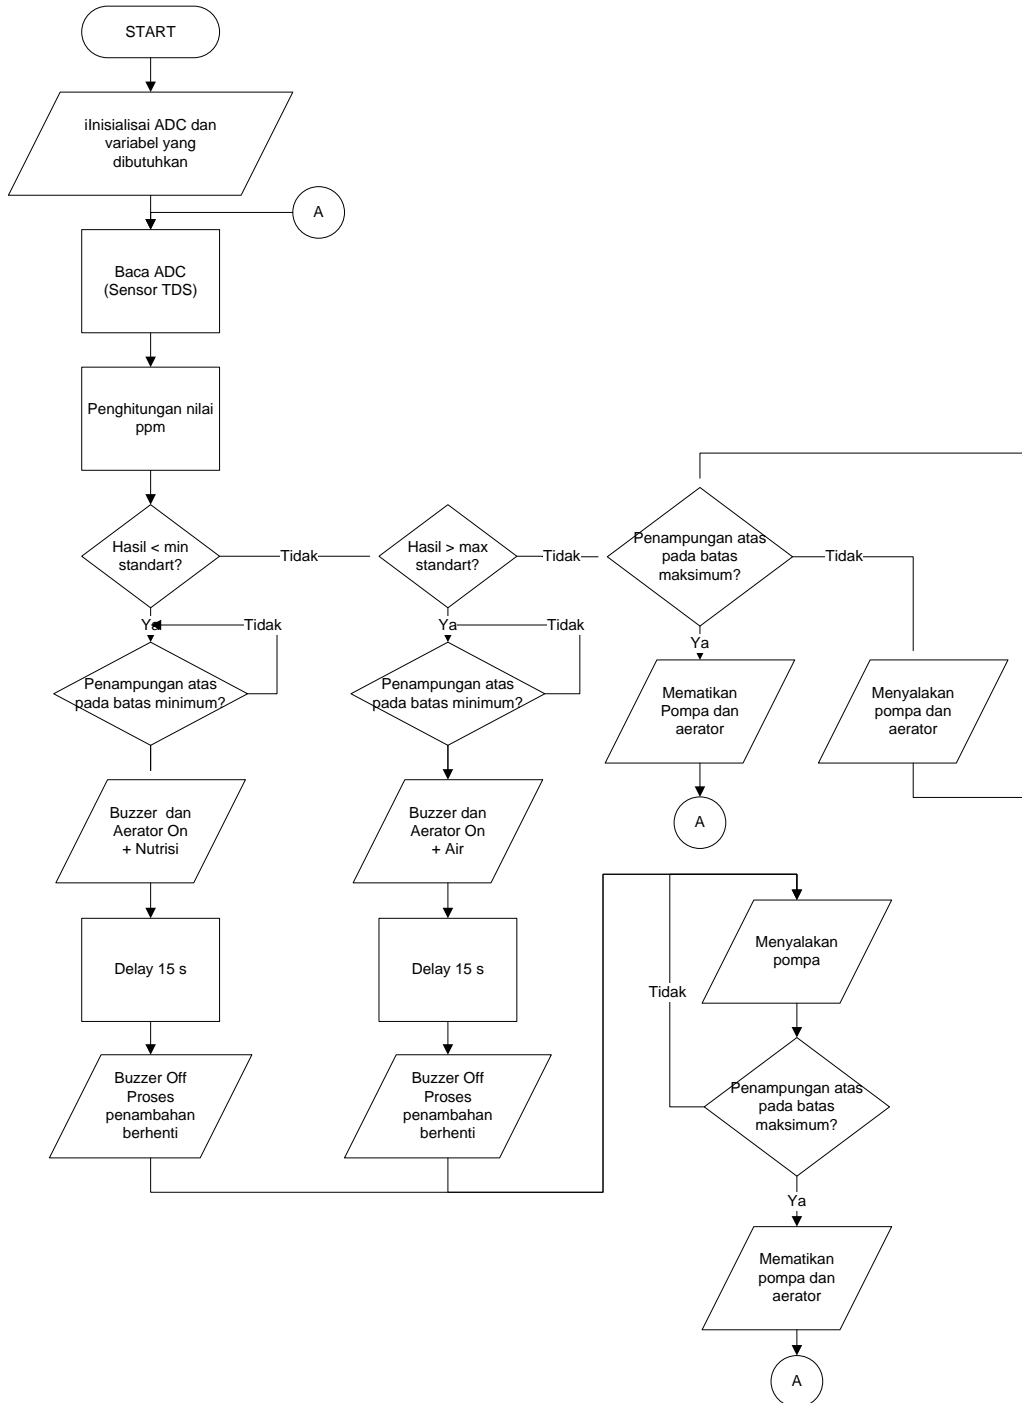 START
iInisialisai ADC dan
variabel yang
dibutuhkan
A
Baca ADC
(Sensor TDS)
Penghitungan nilai
ppm
Hasil < min
standart?
Tidak
Hasil > max
standart?
Tidak
Penampungan atas
pada batas
maksimum?
Tidak
Ya
Tidak
Ya
Tidak
Ya
Penampungan atas
pada batas minimum?
Penampungan atas
pada batas minimum?
Mematikan
Pompa dan
aerator
Menyalakan
pompa dan
aerator
Buzzer dan
Aerator On
+ Nutrisi
Buzzer dan
Aerator On
+ Air
A
Delay 15 s
Delay 15 s
Menyalakan
pompa
Tidak
Buzzer Off
Proses
penambahan
berhenti
Buzzer Off
Proses
penambahan
berhenti
Penampungan atas
pada batas
maksimum?
Ya
Mematikan
pompa dan
aerator
A